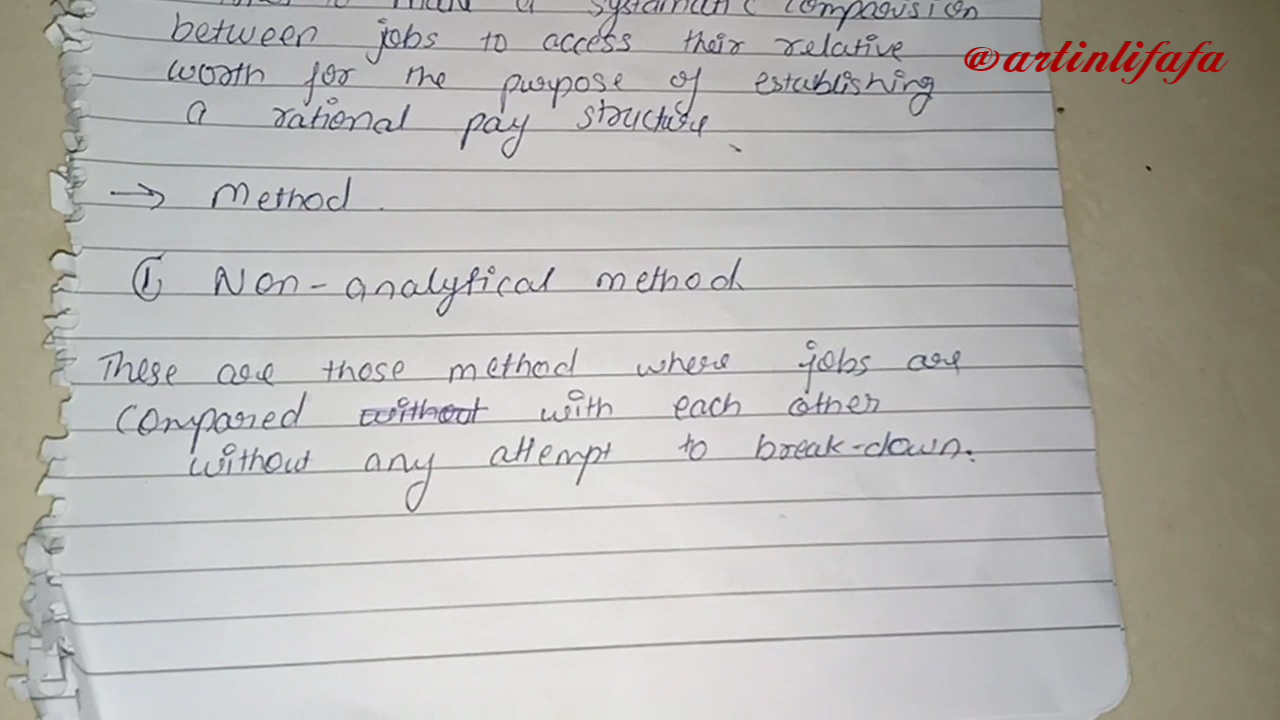 a systamatic comparision
between jobs to access their relative
@artinlifafa
worth for the purpose of establishing
a rational pay structure
→ Method.
① Non-analytical method
These are those method where jobs are
compared without with each other
without any attempt to break-down.